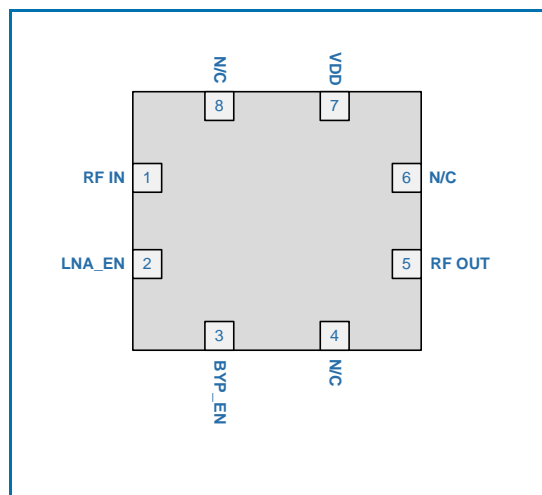 N/C
VDD
8
7
RF IN
1
6
N/C
LNA_EN
2
5
RF OUT
3
4
BYP_EN
N/C